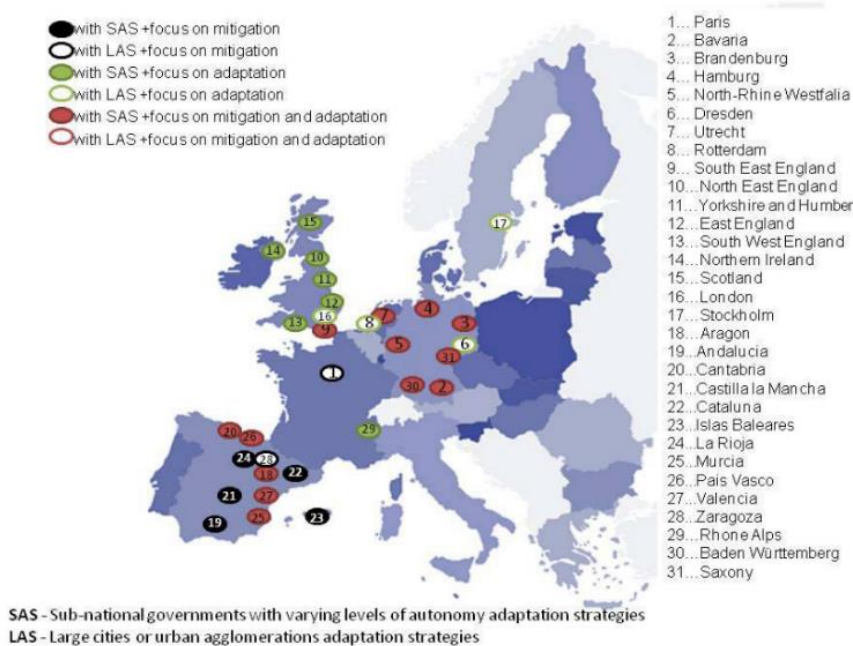 with SAS +focus on mitigation
with LAS +focus on mitigation
with SAS +focus on adaptation
with LAS +focus on adaptation
with SAS +focus on mitigation and adaptation
with LAS +focus on mitigation and adaptation
1... Paris
2... Bavaria
3... Brandenburg
4... Hamburg
5... North-Rhine Westfalia
6... Dresden
7... Utrecht
8... Rotterdam
9... South East England
10... North East England
11... Yorkshire and Humber
12... East England
13... South West England
14... Northern Ireland
15... Scotland
16... London
17... Stockholm
18... Aragon
19... Andalucia
20... Cantabria
21... Castilla la Mancha
22... Cataluna
23... Islas Baleares
24... La Rioja
25... Murcia
26... Pais Vasco
27... Valencia
28... Zaragoza
29... Rhone Alps
30... Baden Württemberg
31... Saxony
15
17
14
10
11
12
16
13
9
8
7
4
3
5
6
31
1
30
2
29
20
26
24
28
18
22
21
27
19
25
23
SAS - Sub-national governments with varying levels of autonomy adaptation strategies
LAS - Large cities or urban agglomerations adaptation strategies